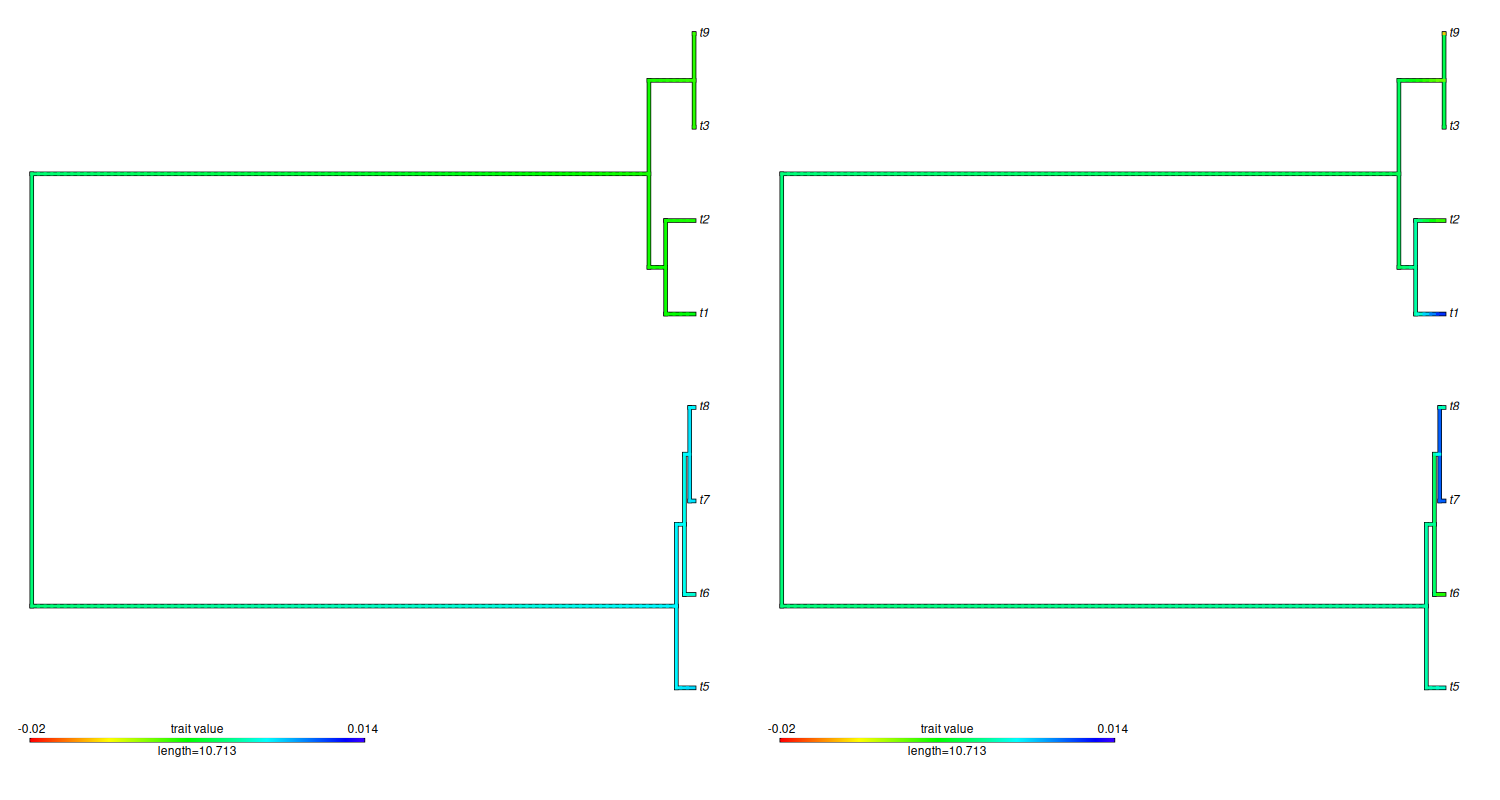 t9
t3
t2
t1
t8
t7
t6
t5
-0.02 trait value 0.014
length=10.713
t9
t3
t2
t1
t8
t7
t6
t5
-0.02 trait value 0.014
length=10.713